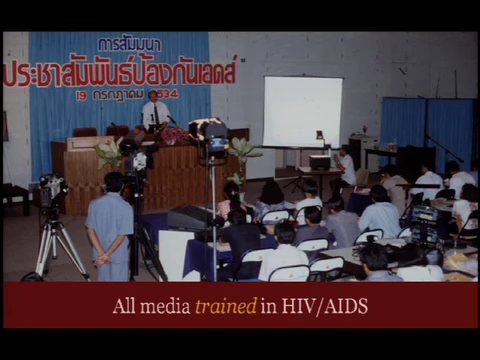 การสัมมนา
ประชาสัมพันธ์ป้องกันเอดส์
19 กรกฎาคม 2534
All media trained in HIV/AIDS